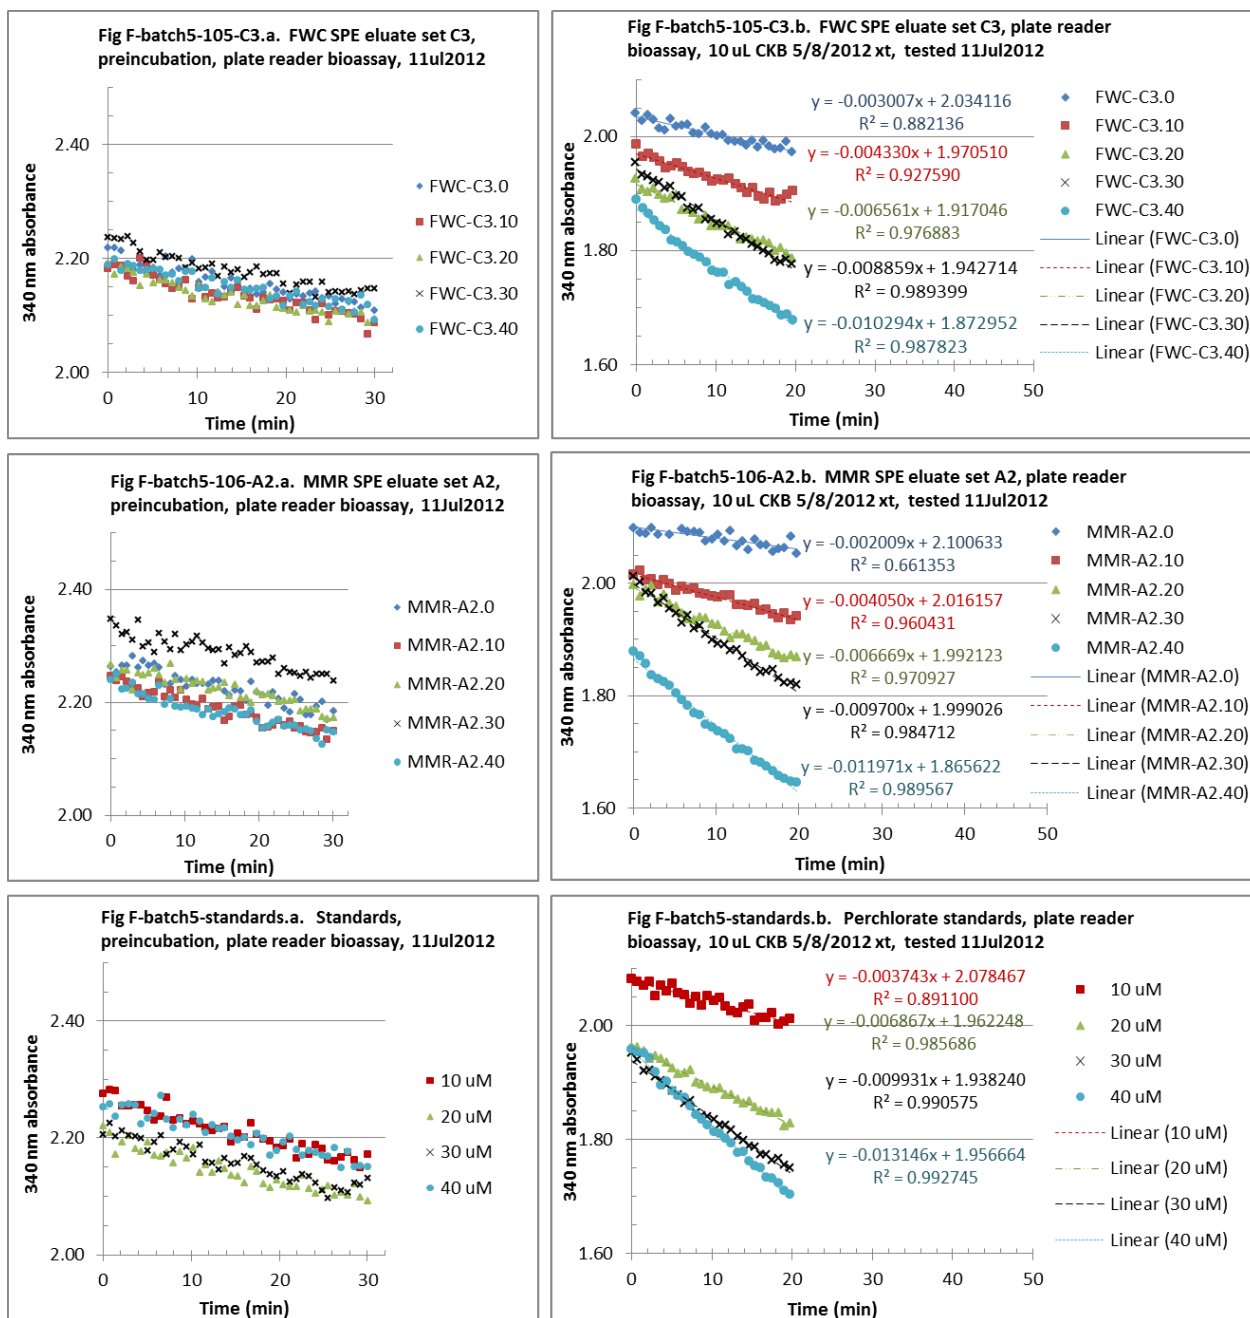 Fig F-batch5-105-C3.a.  FWC SPE eluate set C3,
preincubation, plate reader bioassay, 11ul2012
340 nm absorbance
2.40
2.20
2.00
0
10
20
30
Time (min)
FWC-C3.0
FWC-C3.10
FWC-C3.20
FWC-C3.30
FWC-C3.40
Fig F-batch5-105-C3.b.  FWC SPE eluate set C3, plate reader
bioassay, 10 uL CKB 5/8/2012 xt,  tested 11Jul2012
340 nm absorbance
2.00
1.80
1.60
0
10
20
30
40
50
Time (min)
y = -0.003007x + 2.034116
R² = 0.882136
y = -0.004330x + 1.970510
R² = 0.927590
y = -0.006561x + 1.917046
R² = 0.976883
y = -0.008859x + 1.942714
R² = 0.989399
y = -0.010294x + 1.872952
R² = 0.987823
FWC-C3.0
FWC-C3.10
FWC-C3.20
FWC-C3.30
FWC-C3.40
Linear (FWC-C3.0)
Linear (FWC-C3.10)
Linear (FWC-C3.20)
Linear (FWC-C3.30)
Linear (FWC-C3.40)
Fig F-batch5-106-A2.a.  MMR SPE eluate set A2,
preincubation, plate reader bioassay, 11Jul2012
340 nm absorbance
2.40
2.20
2.00
0
10
20
30
Time (min)
MMR-A2.0
MMR-A2.10
MMR-A2.20
MMR-A2.30
MMR-A2.40
Fig F-batch5-106-A2.b.  MMR SPE eluate set A2, plate reader
bioassay, 10 uL CKB 5/8/2012 xt,  tested 11Jul2012
340 nm absorbance
2.00
1.80
1.60
0
10
20
30
40
50
Time (min)
y = -0.002009x + 2.100633
R² = 0.661353
y = -0.004050x + 2.016157
R² = 0.960431
y = -0.006669x + 1.992123
R² = 0.970927
y = -0.009700x + 1.999026
R² = 0.984712
y = -0.011971x + 1.865622
R² = 0.989567
MMR-A2.0
MMR-A2.10
MMR-A2.20
MMR-A2.30
MMR-A2.40
Linear (MMR-A2.0)
Linear (MMR-A2.10)
Linear (MMR-A2.20)
Linear (MMR-A2.30)
Linear (MMR-A2.40)
Fig F-batch5-standards.a.   Standards,
preincubation, plate reader bioassay, 11Jul2012
340 nm absorbance
2.40
2.20
2.00
0
10
20
30
Time (min)
10 uM
20 uM
30 uM
40 uM
Fig F-batch5-standards.b.   Perchlorate standards, plate reader
bioassay, 10 uL CKB 5/8/2012 xt,  tested 11Jul2012
340 nm absorbance
2.00
1.80
1.60
0
10
20
30
40
50
Time (min)
y = -0.003743x + 2.078467
R² = 0.891100
y = -0.006867x + 1.962248
R² = 0.985686
y = -0.009931x + 1.938240
R² = 0.990575
y = -0.013146x + 1.956664
R² = 0.992745
10 uM
20 uM
30 uM
40 uM
Linear (10 uM)
Linear (20 uM)
Linear (30 uM)
Linear (40 uM)